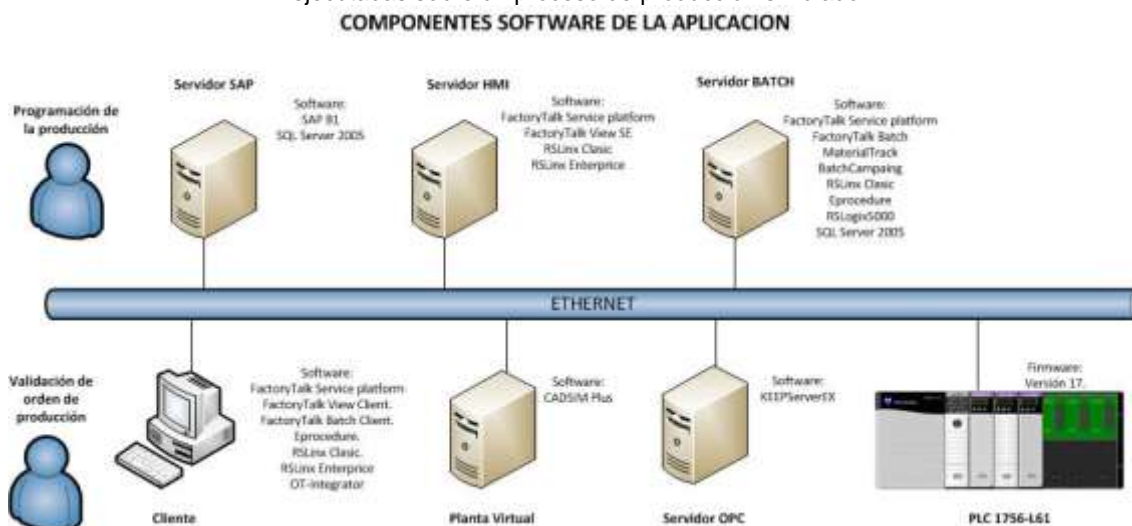 COMPONENTES SOFTWARE DE LA APLICACION
Servidor SAP
Software:
SAP B1
SQL Server 2005
Servidor HMI
Software:
FactoryTalk Service platform
FactoryTalk View SE
RSLinx Clasic
RSLinx Enterprice
Servidor BATCH
Software:
FactoryTalk Service platform
FactoryTalk Batch
MaterialTrack
BatchCampaing
RSLinx Clasic
Eprocedure
RSLogix5000
SQL Server 2005
Programación de
la producción
ETHERNET
Validación de
orden de
producción
Software:
FactoryTalk Service platform
FactoryTalk View Client.
FactoryTalk Batch Client.
Eprocedure.
RSLinx Clasic.
RSLinx Enterprice
OT-Integrator
Cliente
Software:
CADSIM Plus
Planta Virtual
Software:
KEEPServerEX
Servidor OPC
Firmware:
Versión 17.
PLC 1756-L61